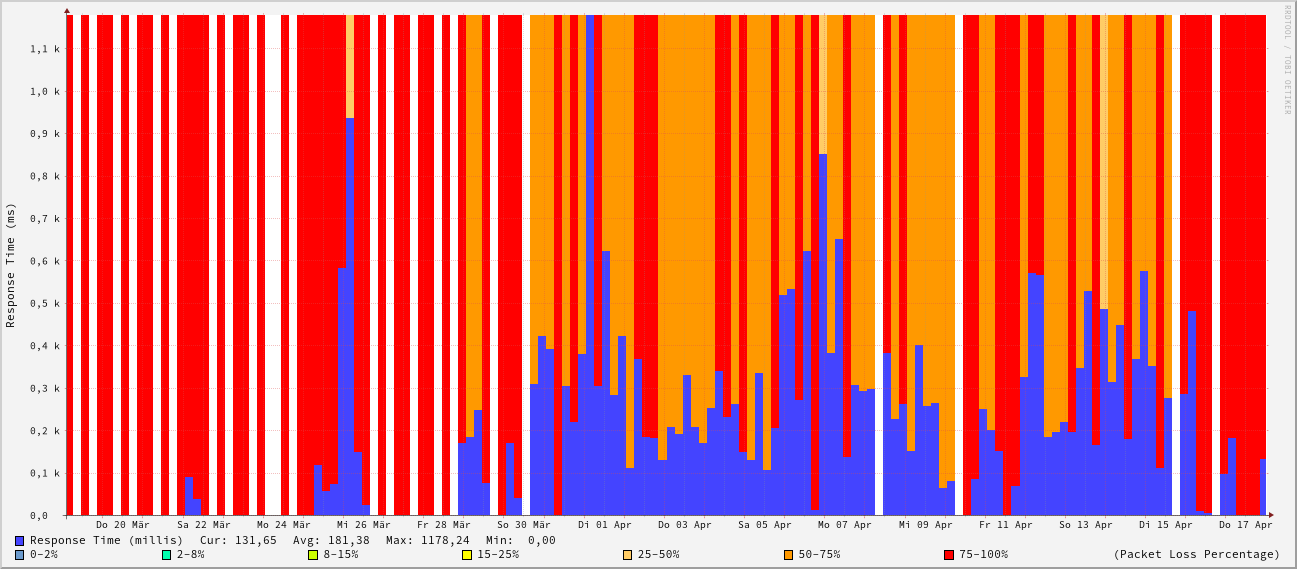 RRDTOOL / TOBI OETIKER
Response Time (ms)
1,1 k
1,0 k
0,9 k
0,8 k
0,7 k
0,6 k
0,5 k
0,4 k
0,3 k
0,2 k
0,1 k
0,0
Do 20 Mär Sa 22 Mär Mo 24 Mär Mi 26 Mär Fr 28 Mär So 30 Mär Di 01 Apr Do 03 Apr Sa 05 Apr Mo 07 Apr Mi 09 Apr Fr 11 Apr So 13 Apr Di 15 Apr Do 17 Apr
Response Time (millis) Cur: 131,65 Avg: 181,38 Max: 1178,24 Min: 0,00
0-2% 2-8% 8-15% 15-25% 25-50% 50-75% 75-100% (Packet Loss Percentage)